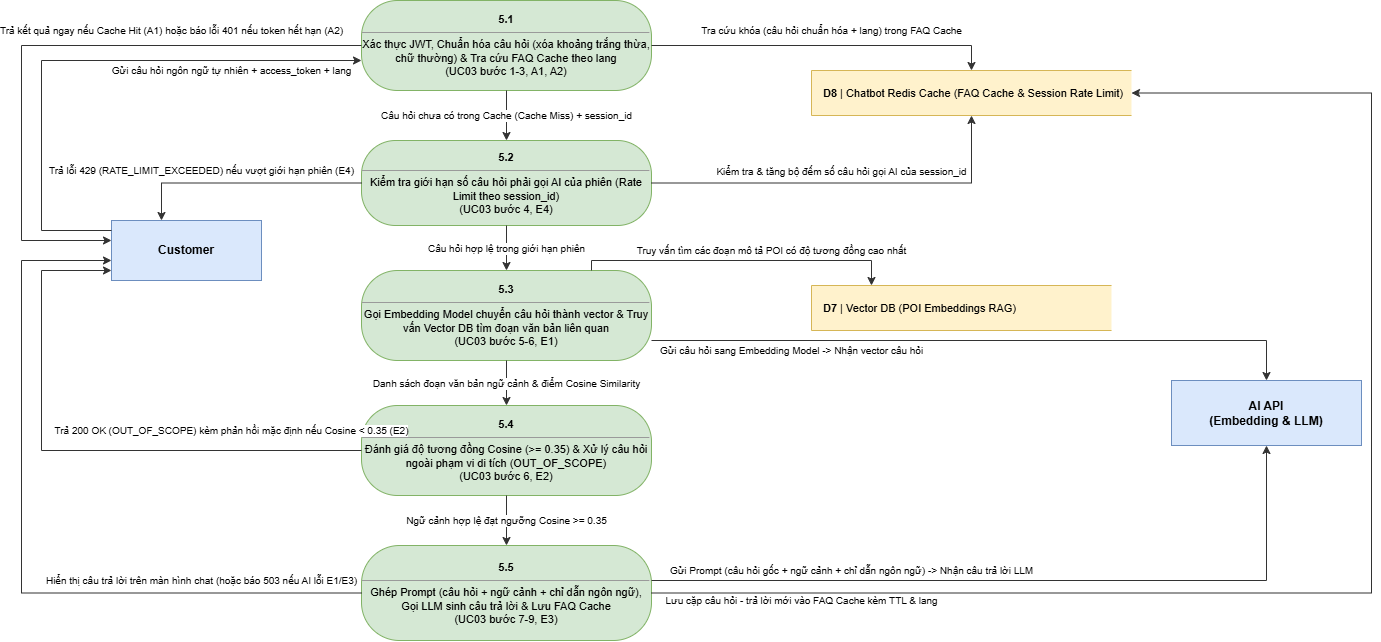 5.1
Trả kết quả ngay nếu Cache Hit (A1) hoặc báo lỗi 401 nếu token hết hạn (A2)
Tra cứu khóa (câu hỏi chuẩn hóa + lang) trong FAQ Cache
Xác thực JWT, Chuẩn hóa câu hỏi (xóa khoảng trắng thừa,
chữ thường) & Tra cứu FAQ Cache theo lang
(UC03 bước 1-3, A1, A2)
Gửi câu hỏi ngôn ngữ tự nhiên + access_token + lang
D8 | Chatbot Redis Cache (FAQ Cache & Session Rate Limit)
Câu hỏi chưa có trong Cache (Cache Miss) + session_id
5.2
Trả lỗi 429 (RATE_LIMIT_EXCEEDED) nếu vượt giới hạn phiên (E4)
Kiểm tra & tăng bộ đếm số câu hỏi gọi AI của session_id
Kiểm tra giới hạn số câu hỏi phải gọi AI của phiên (Rate
Limit theo session_id)
(UC03 bước 4, E4)
Customer
Câu hỏi hợp lệ trong giới hạn phiên
Truy vấn tìm các đoạn mô tả POI có độ tương đồng cao nhất
5.3
D7 | Vector DB (POI Embeddings RAG)
Gọi Embedding Model chuyển câu hỏi thành vector & Truy
vấn Vector DB tìm đoạn văn bản liên quan
(UC03 bước 5-6, E1)
Gửi câu hỏi sang Embedding Model -> Nhận vector câu hỏi
Danh sách đoạn văn bản ngữ cảnh & điểm Cosine Similarity
AI API
(Embedding & LLM)
5.4
Trả 200 OK (OUT_OF_SCOPE) kèm phản hồi mặc định nếu Cosine < 0.35 (E2)
Đánh giá độ tương đồng Cosine (>= 0.35) & Xử lý câu hỏi
ngoài phạm vi di tích (OUT_OF_SCOPE)
(UC03 bước 6, E2)
Ngữ cảnh hợp lệ đạt ngưỡng Cosine >= 0.35
5.5
Gửi Prompt (câu hỏi gốc + ngữ cảnh + chỉ dẫn ngôn ngữ) -> Nhận câu trả lời LLM
Hiển thị câu trả lời trên màn hình chat (hoặc báo 503 nếu AI lỗi E1/E3)
Ghép Prompt (câu hỏi + ngữ cảnh + chỉ dẫn ngôn ngữ),
Gọi LLM sinh câu trả lời & Lưu FAQ Cache
(UC03 bước 7-9, E3)
Lưu cặp câu hỏi - trả lời mới vào FAQ Cache kèm TTL & lang